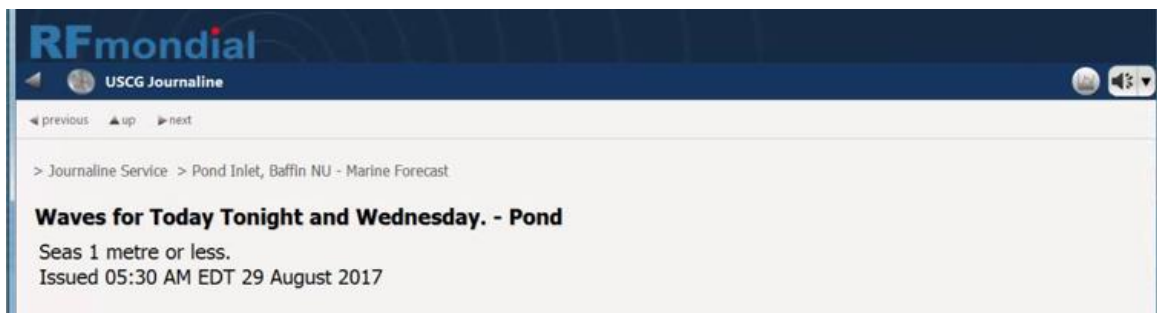 RFmondial
USCG Journaline
previous up next
> Journaline Service > Pond Inlet, Baffin NU - Marine Forecast
Waves for Today Tonight and Wednesday. - Pond
Seas 1 metre or less.
Issued 05:30 AM EDT 29 August 2017